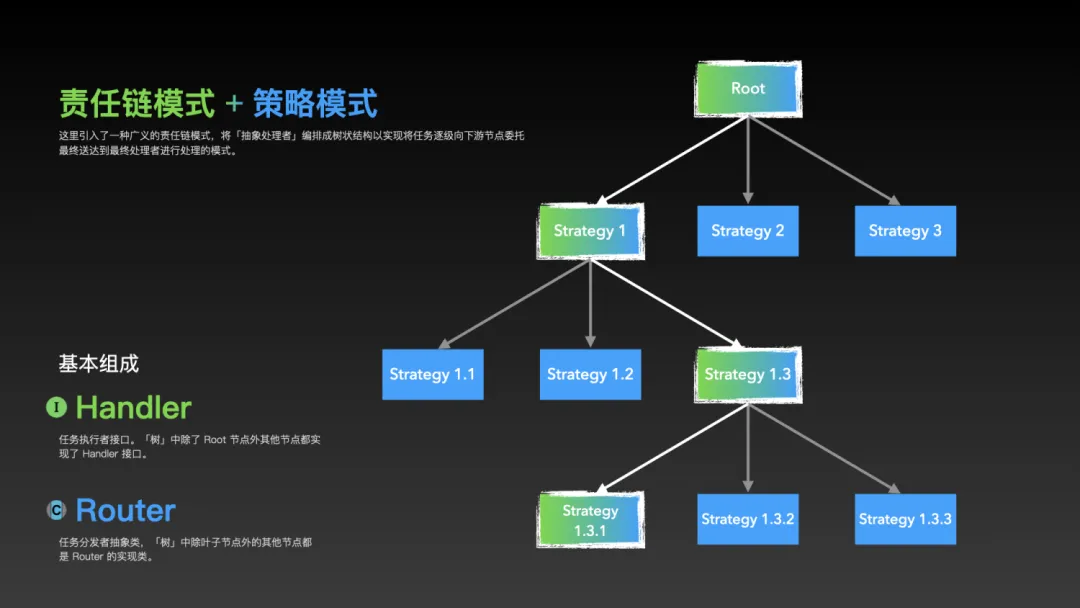 责任链模式 + 策略模式
这里引入了一种广义的责任链模式，将「抽象处理者」编排成树状结构以实现将任务逐级向下游节点委托
最终送达到最终处理者进行处理的模式。
Root
Strategy 1
Strategy 2
Strategy 3
Strategy 1.1
Strategy 1.2
Strategy 1.3
Strategy
1.3.1
Strategy 1.3.2
Strategy 1.3.3
基本组成
I Handler
任务执行者接口。「树」中除了 Root 节点外其他节点都实
现了 Handler 接口。
C Router
任务分发者抽象类，「树」中除叶子节点外的其他节点都
是 Router 的实现类。